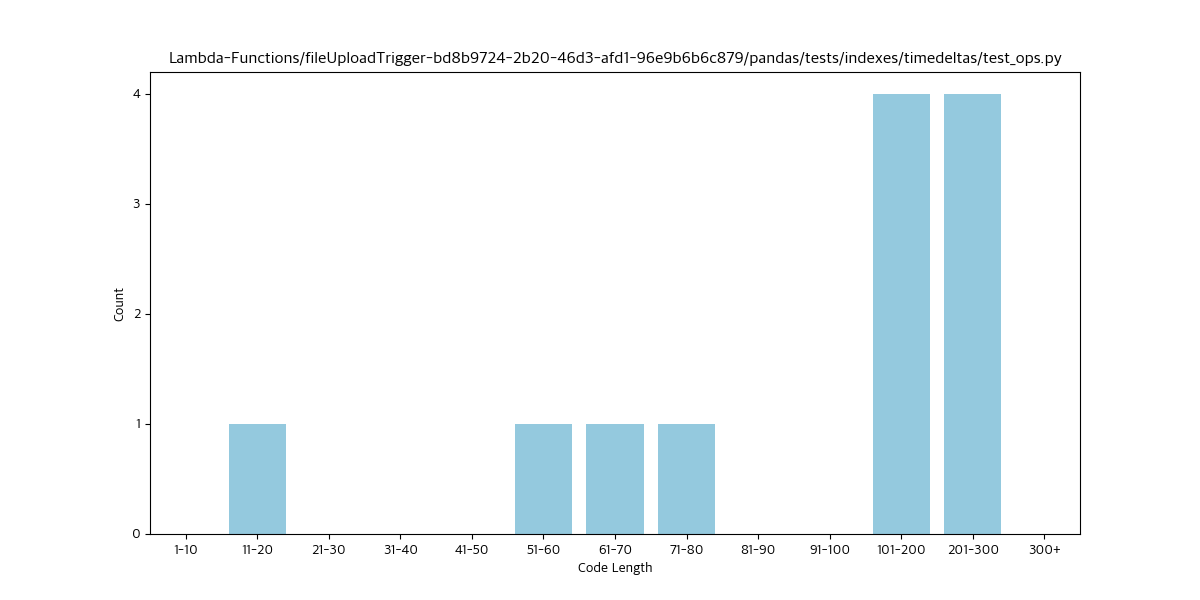 Lambda-Functions/fileUploadTrigger-bd8b9724-2b20-46d3-afd1-96e9b6b6c879/pandas/tests/indexes/timedeltas/test_ops.py
4
3
2
1
0
Count
1-10 11-20 21-30 31-40 41-50 51-60 61-70 71-80 81-90 91-100 101-200 201-300 300+
Code Length